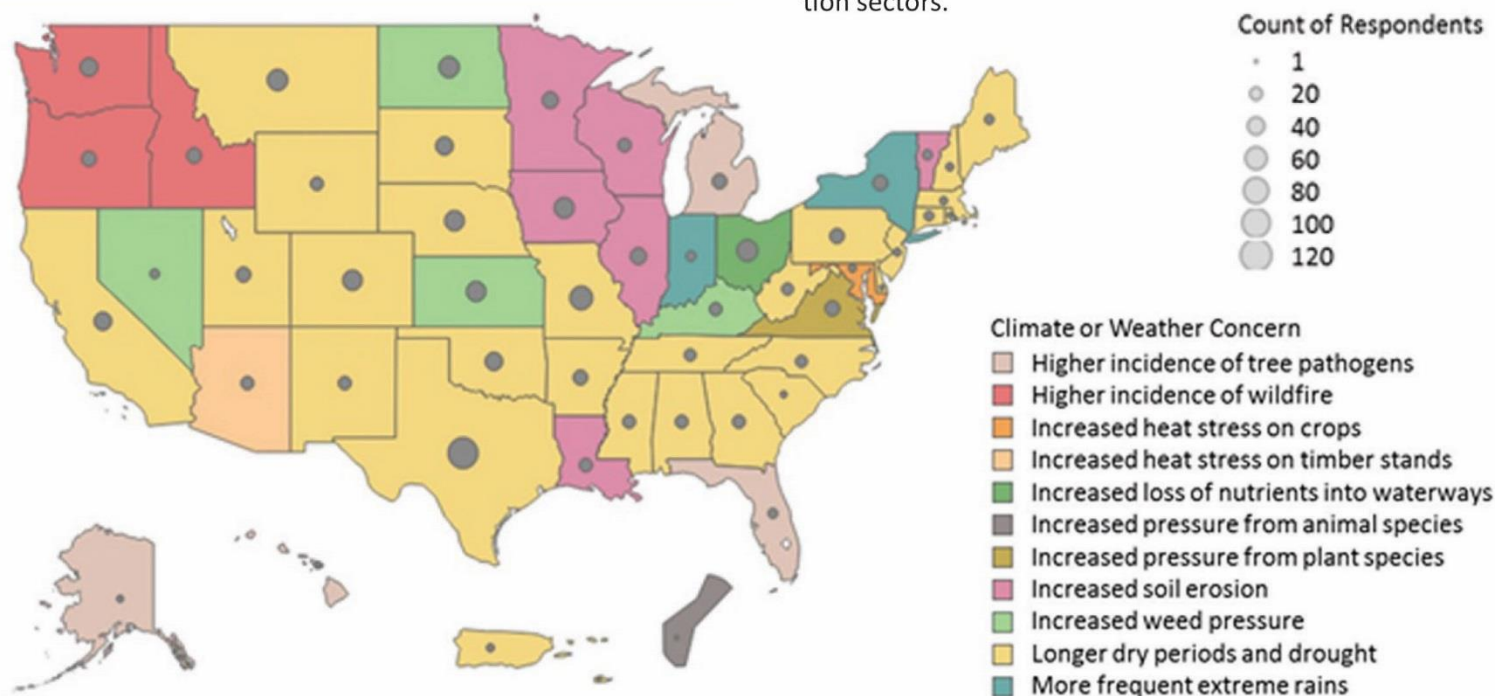 tion sectors.
Count of Respondents
1
20
40
60
80
100
120
Climate or Weather Concern
Higher incidence of tree pathogens
Higher incidence of wildfire
Increased heat stress on crops
Increased heat stress on timber stands
Increased loss of nutrients into waterways
Increased pressure from animal species
Increased pressure from plant species
Increased soil erosion
Increased weed pressure
Longer dry periods and drought
More frequent extreme rains